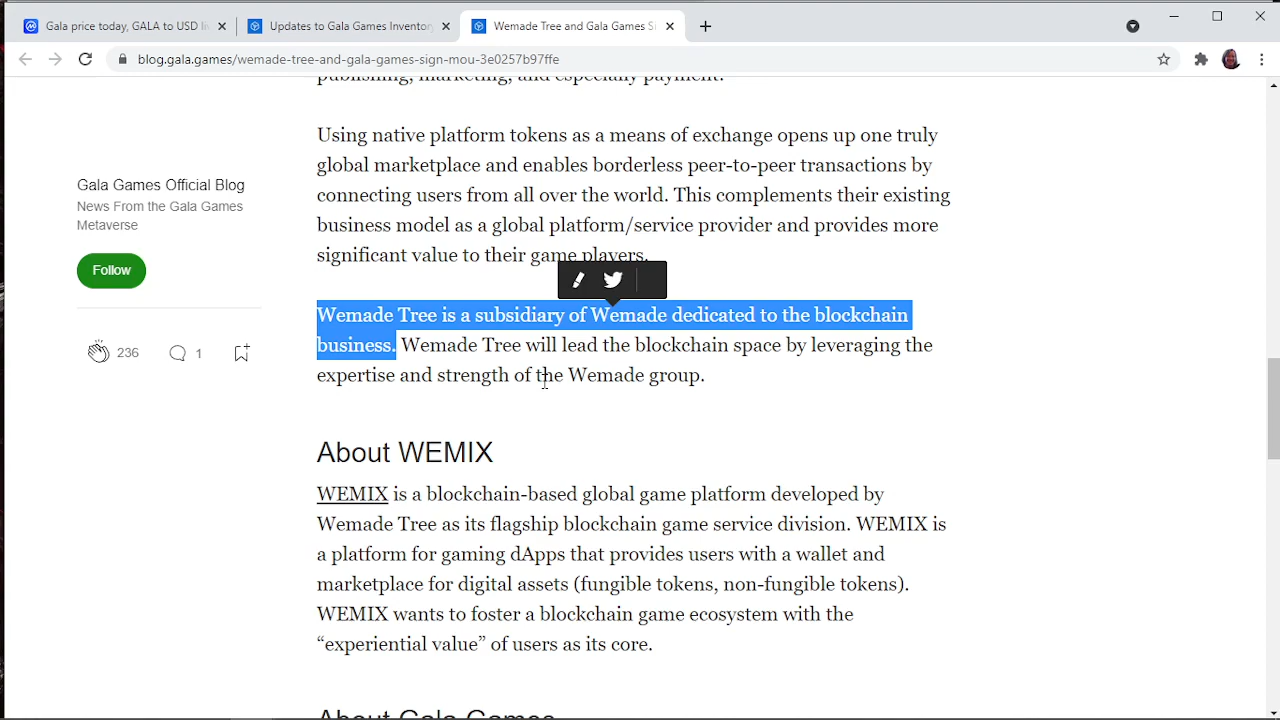 Gala price today, GALA to USD li
Updates to Gala Games Inventory
Wemade Tree and Gala Games Si
blog.gala.games/wemade-tree-and-gala-games-sign-mou-3e0257b97ffe
publishing, marketing, and especially payment.
Using native platform tokens as a means of exchange opens up one truly
global marketplace and enables borderless peer-to-peer transactions by
connecting users from all over the world. This complements their existing
business model as a global platform/service provider and provides more
significant value to their game players.
Gala Games Official Blog
News From the Gala Games
Metaverse
Follow
236
1
Wemade Tree is a subsidiary of Wemade dedicated to the blockchain
business. Wemade Tree will lead the blockchain space by leveraging the
expertise and strength of the Wemade group.
About WEMIX
WEMIX is a blockchain-based global game platform developed by
Wemade Tree as its flagship blockchain game service division. WEMIX is
a platform for gaming dApps that provides users with a wallet and
marketplace for digital assets (fungible tokens, non-fungible tokens).
WEMIX wants to foster a blockchain game ecosystem with the
“experiential value” of users as its core.
About Gala Games